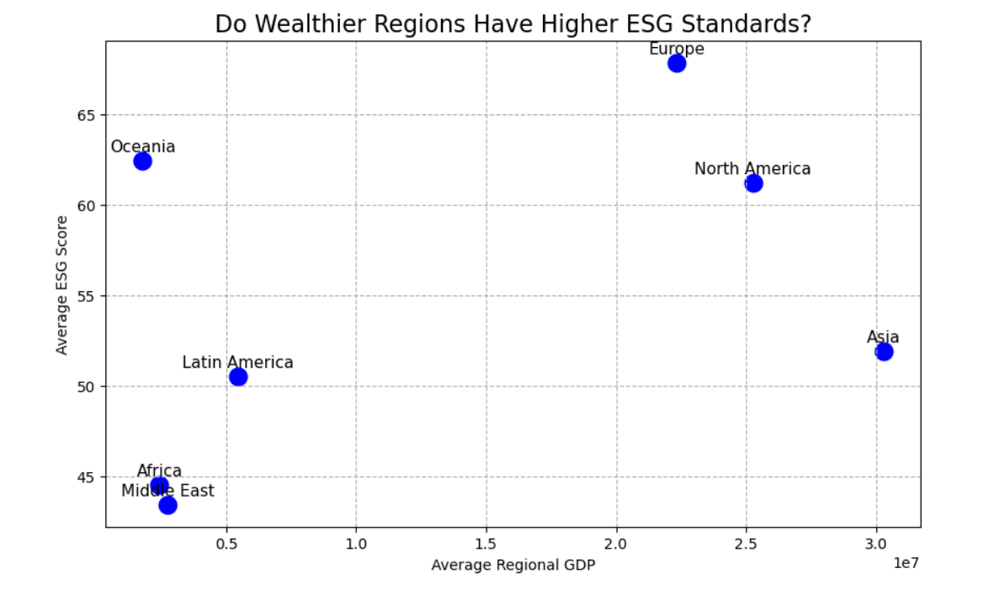 Do Wealthier Regions Have Higher ESG Standards?
Europe
65
Oceania
North America
60
Average ESG Score
55
Asia
Latin America
50
Africa
45
Middle East
0.5 1.0 1.5 2.0 2.5 3.0
Average Regional GDP
1e7